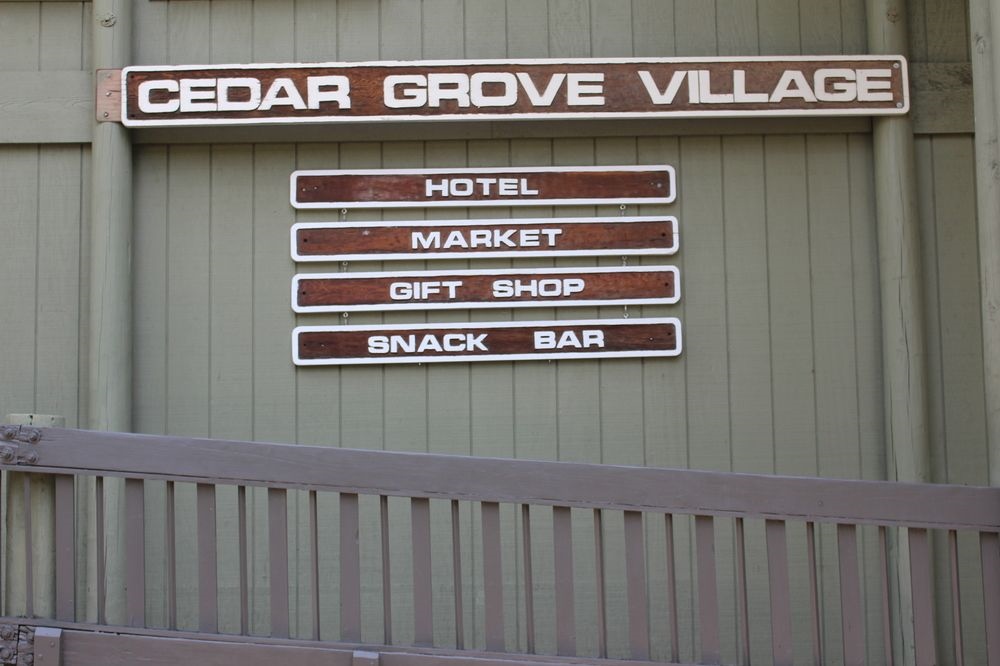 CEDAR GROVE VILLAGE
HOTEL
MARKET
GIFT SHOP
SNACK BAR